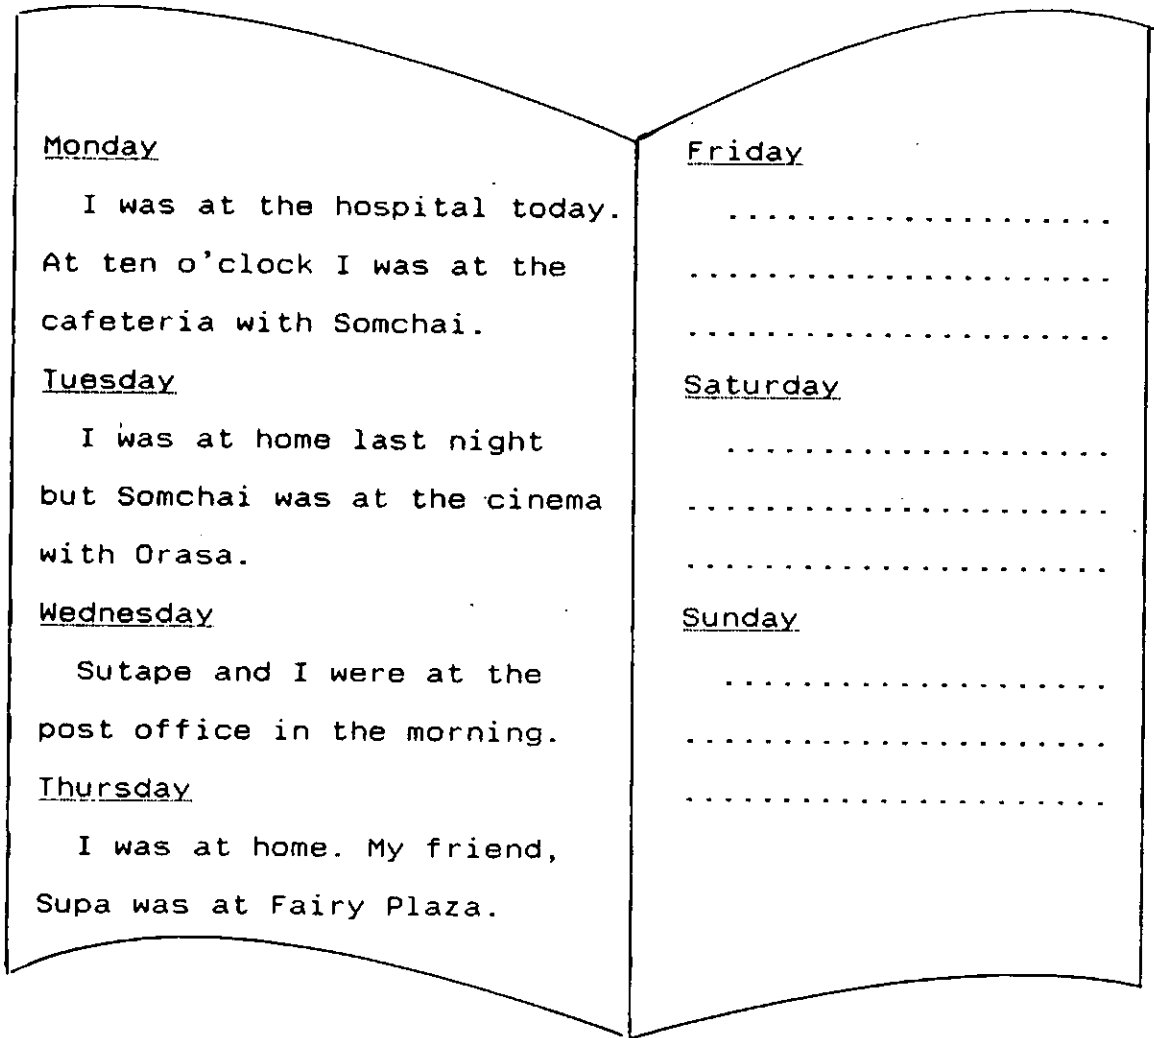 Monday
I was at the hospital today.
At ten o'clock I was at the
cafeteria with Somchai.
Tuesday
I was at home last night
but Somchai was at the cinema
with Orasa.
Wednesday
Sutape and I were at the
post office in the morning.
Thursday
I was at home. My friend,
Supa was at Fairy Plaza.
Friday
....................
......................
......................
Saturday
....................
......................
......................
Sunday
....................
......................
......................